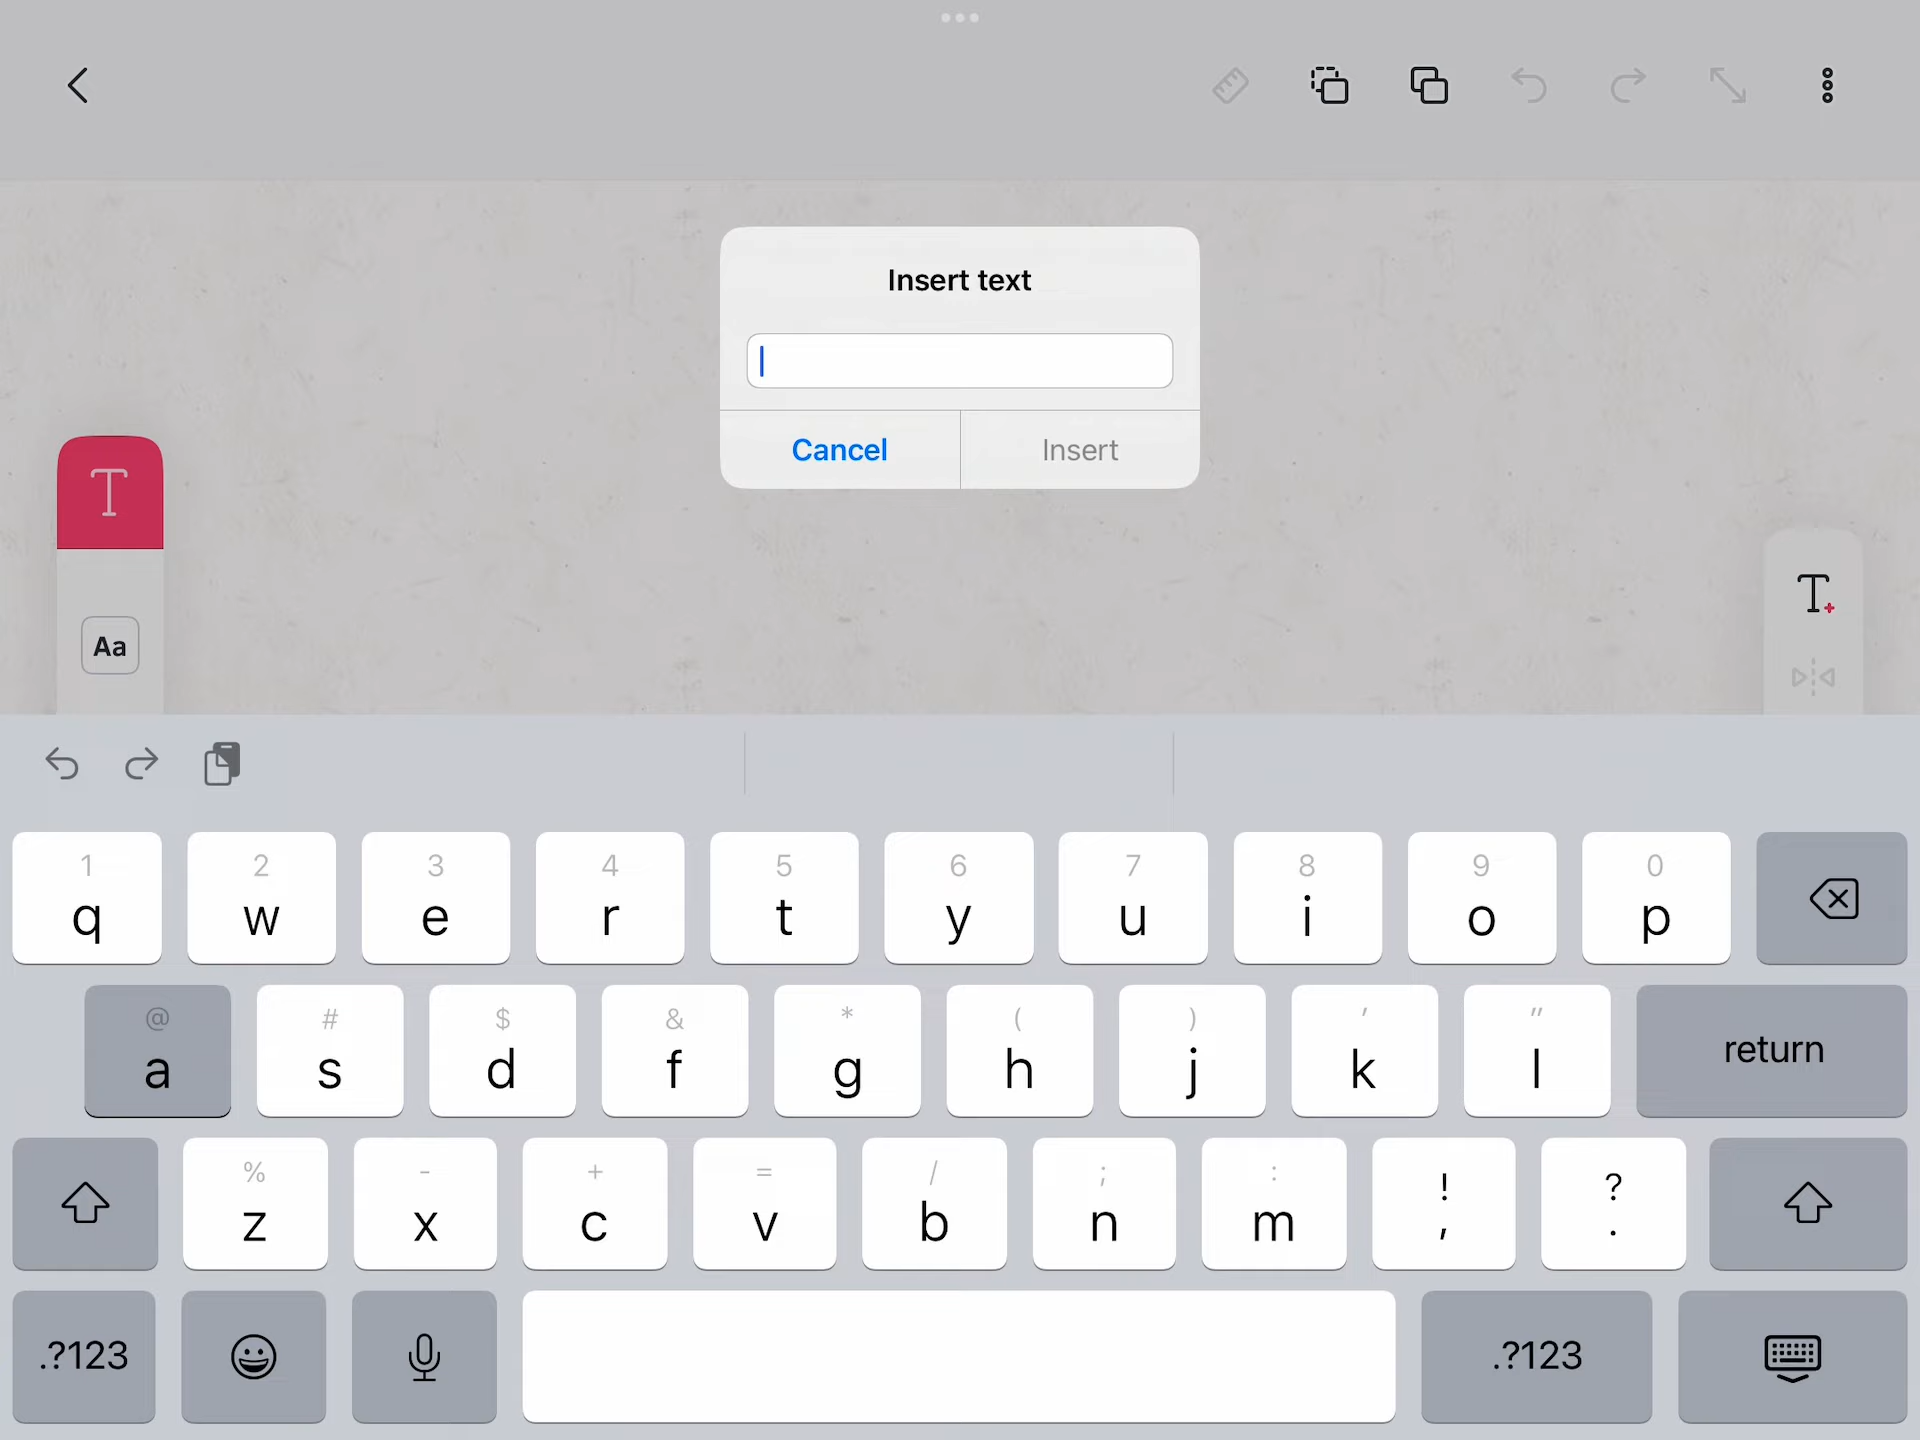 Insert text
Cancel Insert
T
Aa
T
1 2 3 4 5 6 7 8 9 0
q w e r t y u i o p
@ # $ & * ( ) ' "
a s d f g h j k l return
% - + = / ; : ! ?
z x c v b n m , .
.?123 .?123